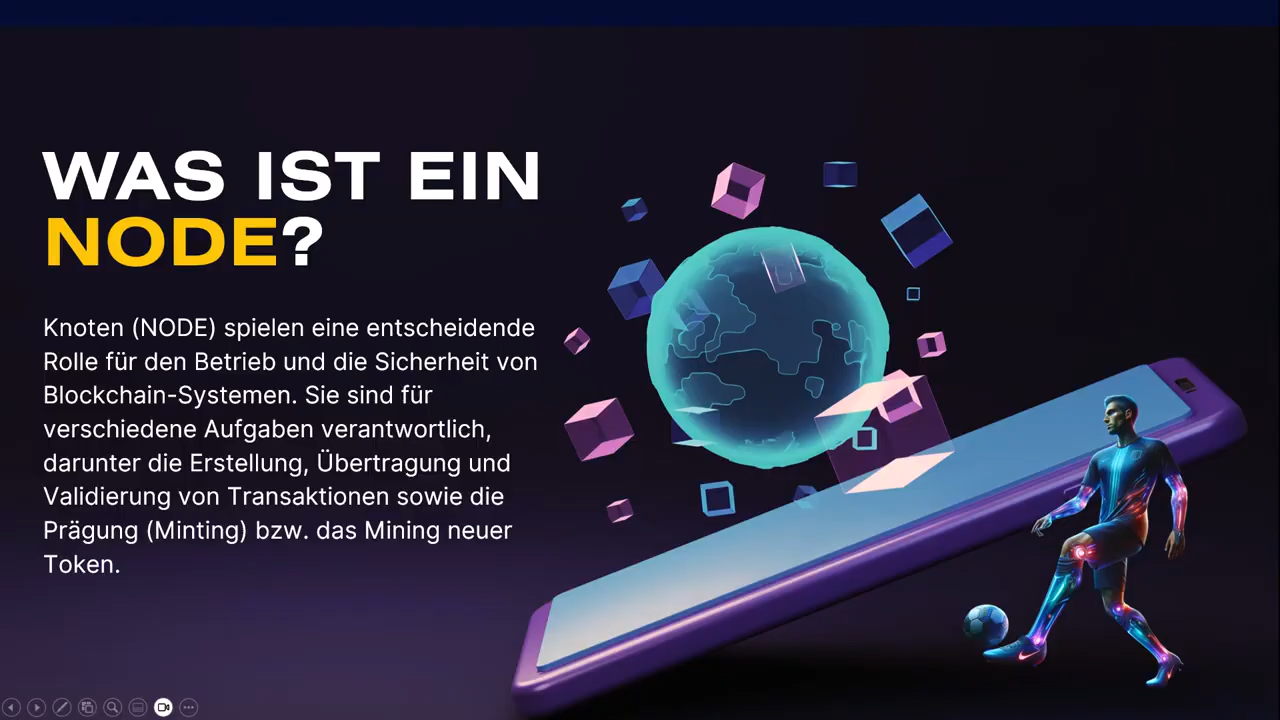 WAS IST EIN
NODE?
Knoten (NODE) spielen eine entscheidende
Rolle für den Betrieb und die Sicherheit von
Blockchain-Systemen. Sie sind für
verschiedene Aufgaben verantwortlich,
darunter die Erstellung, Übertragung und
Validierung von Transaktionen sowie die
Prägung (Minting) bzw. das Mining neuer
Token.